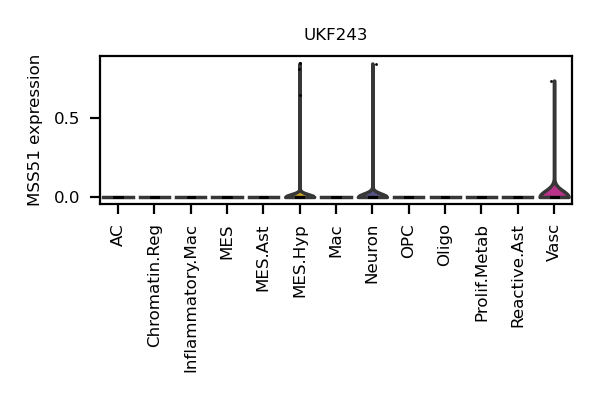 UKF243
MSS51 expression
0.5
0.0
AC
Chromatin.Reg
Inflammatory.Mac
MES
MES.Ast
MES.Hyp
Mac
Neuron
OPC
Oligo
Prolif.Metab
Reactive.Ast
Vasc